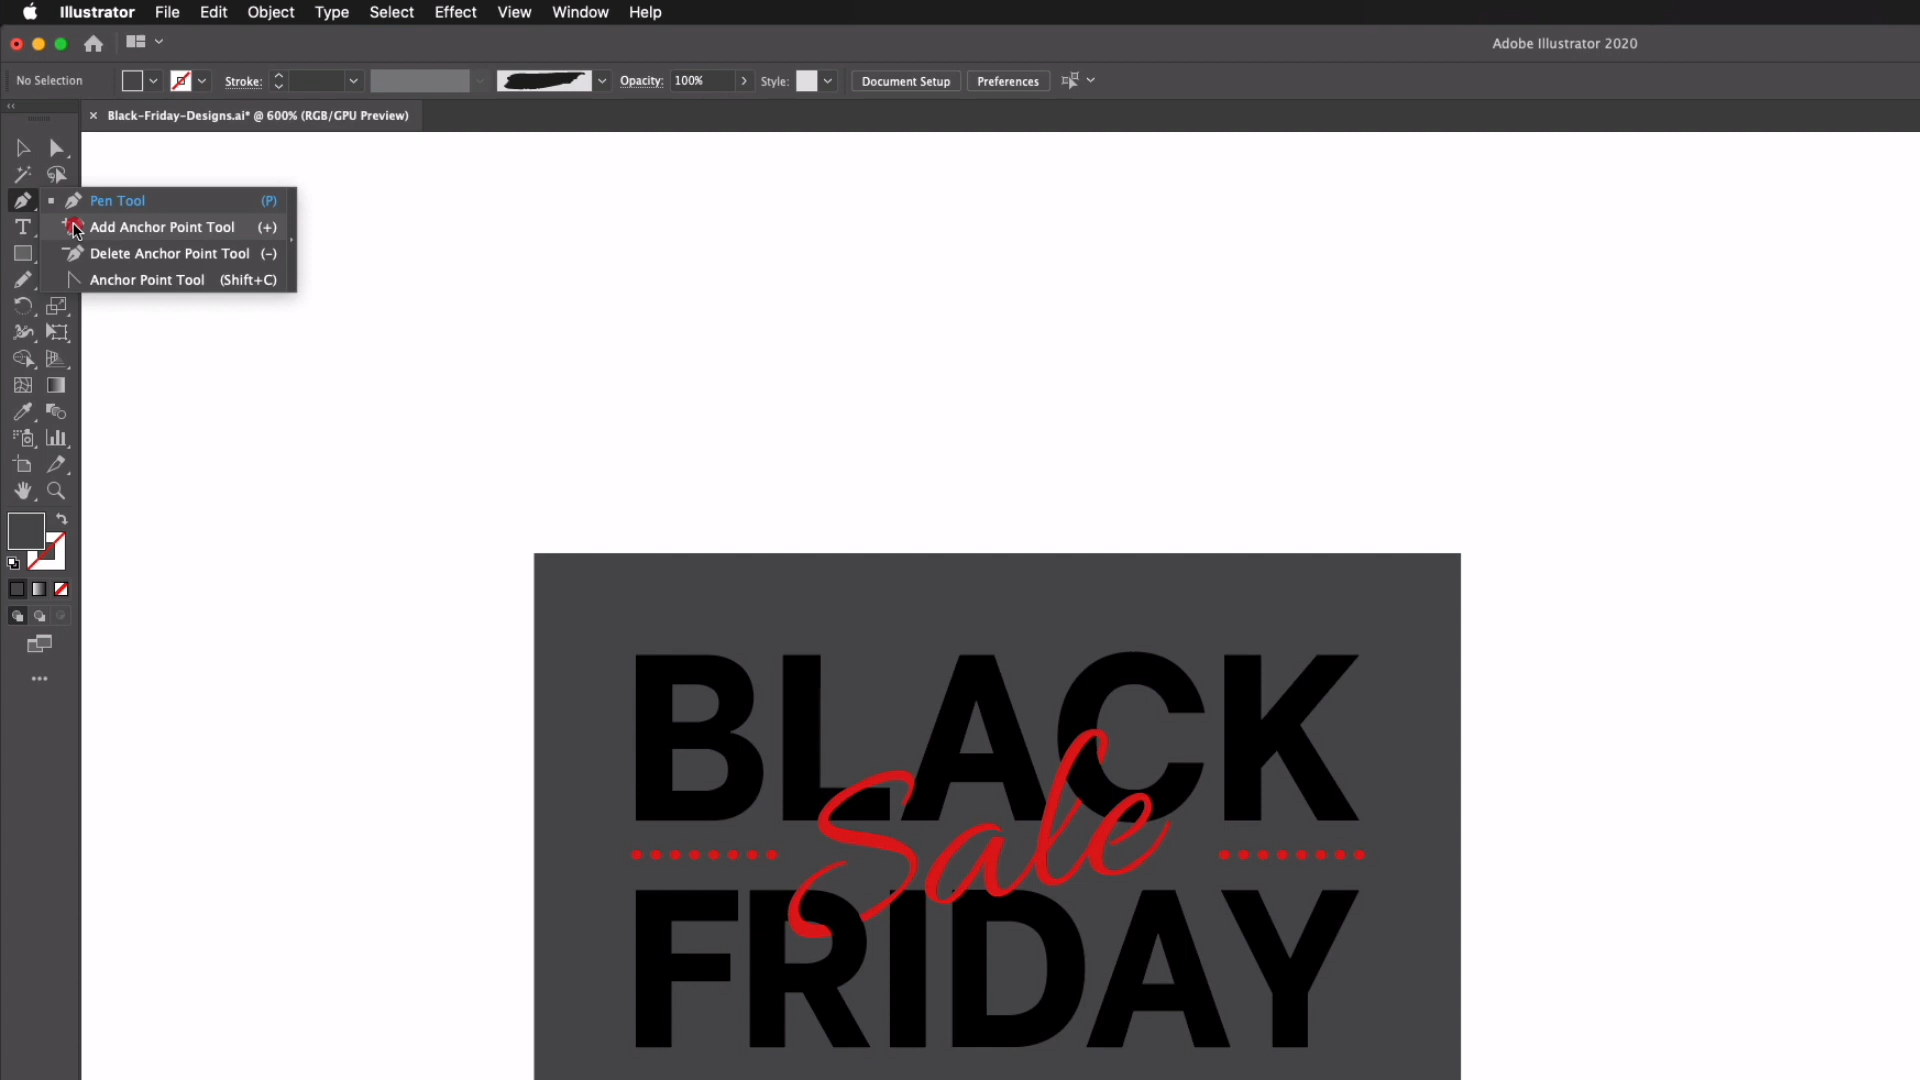 Illustrator File Edit Object Type Select Effect View Window Help
Adobe Illustrator 2020
No Selection Stroke: Opacity: 100% Style: Document Setup Preferences
Black-Friday-Designs.ai* @ 600% (RGB/GPU Preview)
Pen Tool (P)
Add Anchor Point Tool (+)
Delete Anchor Point Tool (-)
Anchor Point Tool (Shift+C)
BLACK
Sale
FRIDAY